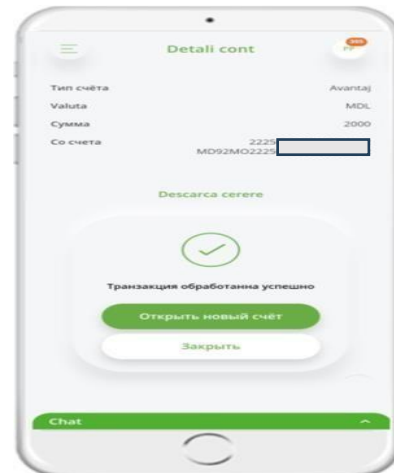 Detali cont
Тип счёта Avantaj
Valuta MDL
Сумма 2000
Со счета 2225
MD92MO2225
Descarca cerere
Транзакция обработанна успешно
Открыть новый счёт
Закрыть
Chat